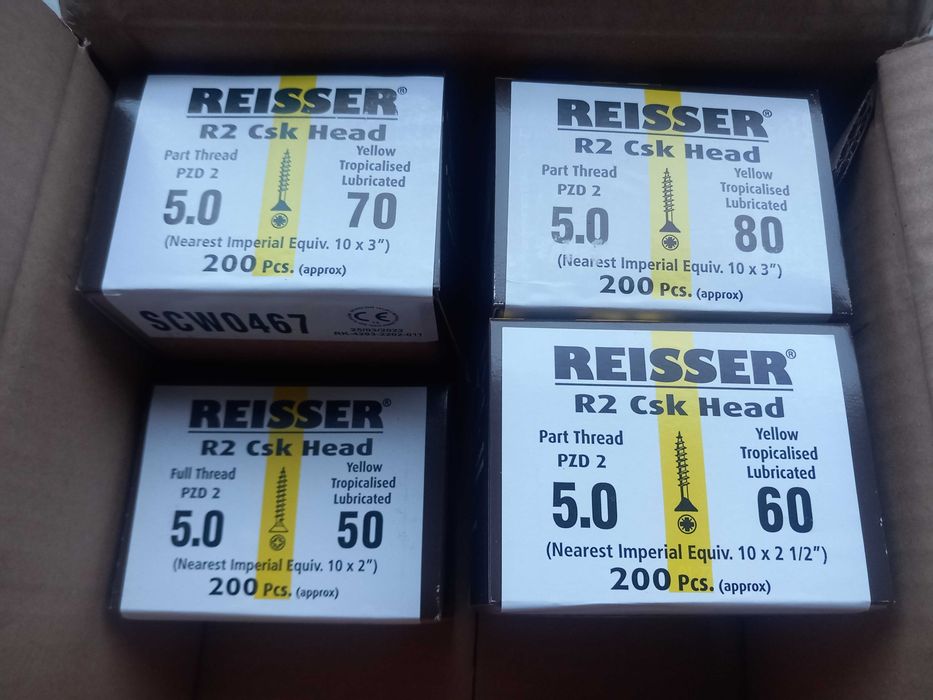 REISSER®
R2 Csk Head
Part Thread
PZD 2
Yellow
Tropicalised
Lubricated
5.0
70
(Nearest Imperial Equiv. 10 x 3")
200 Pcs. (approx)
SCW0467
CE
25/03/2022
REISSER®
R2 Csk Head
Part Thread
PZD 2
Yellow
Tropicalised
Lubricated
5.0
80
(Nearest Imperial Equiv. 10 x 3")
200 Pcs. (approx)
REISSER®
R2 Csk Head
Full Thread
PZD 2
Yellow
Tropicalised
Lubricated
5.0
50
(Nearest Imperial Equiv. 10 x 2")
200 Pcs. (approx)
REISSER®
R2 Csk Head
Part Thread
PZD 2
Yellow
Tropicalised
Lubricated
5.0
60
(Nearest Imperial Equiv. 10 x 2 1/2")
200 Pcs. (approx)